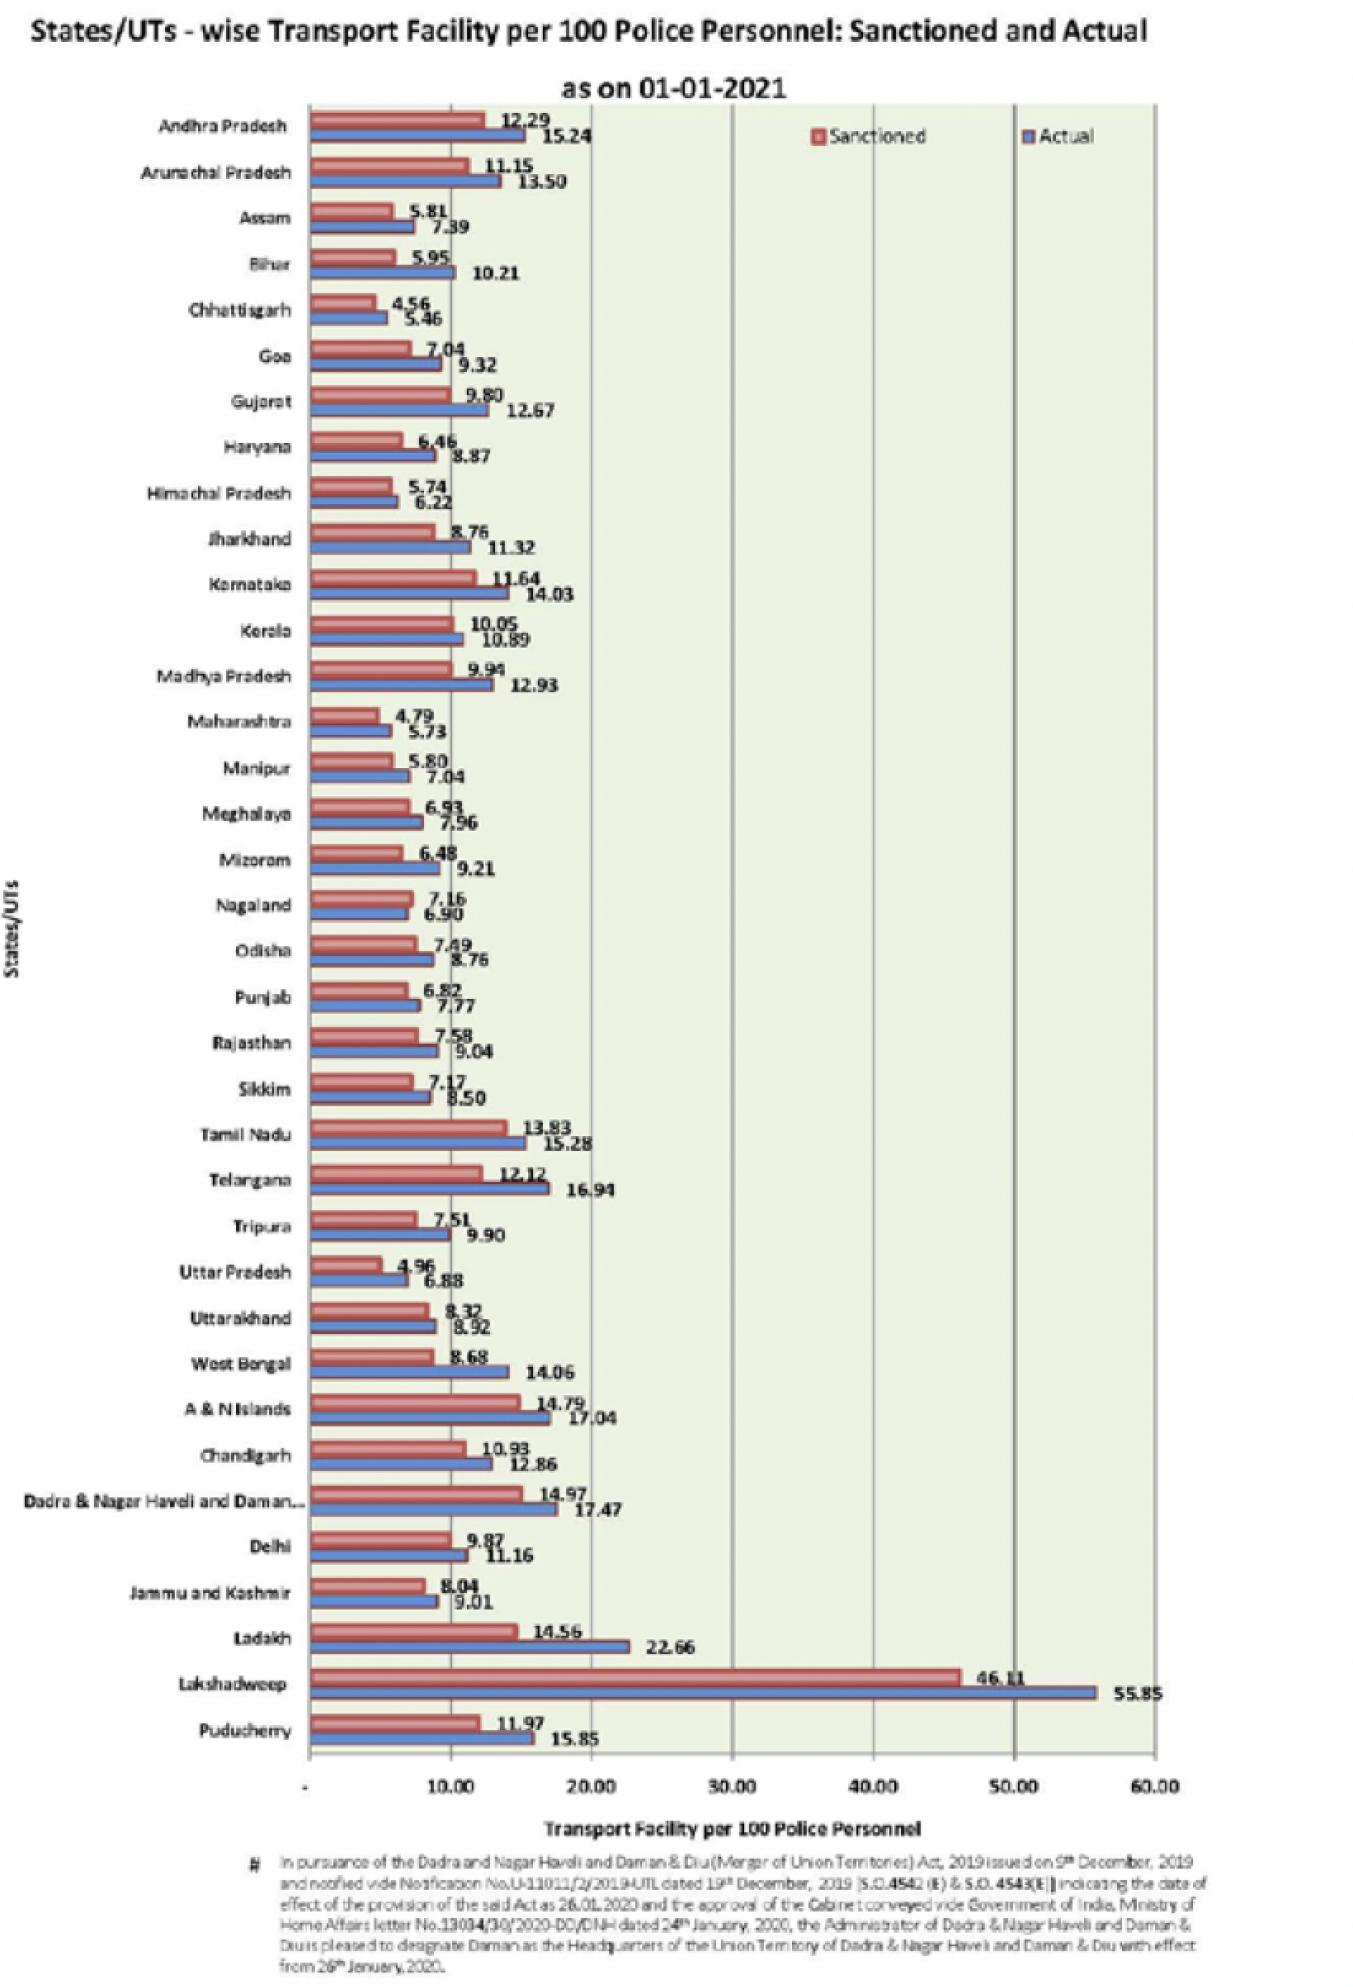 States/UTs - wise Transport Facility per 100 Police Personnel: Sanctioned and Actual
as on 01-01-2021
Sanctioned Actual
Andhra Pradesh 12.29 15.24
Arunachal Pradesh 11.15 13.50
Assam 5.81 7.39
Bihar 5.95 10.21
Chhattisgarh 4.56 5.46
Goa 7.04 9.32
Gujarat 9.80 12.67
Haryana 6.46 8.87
Himachal Pradesh 5.74 6.22
Jharkhand 8.76 11.32
Karnataka 11.64 14.03
Kerala 10.05 10.89
Madhya Pradesh 9.94 12.93
Maharashtra 4.79 5.73
Manipur 5.80 7.04
Meghalaya 6.93 7.96
Mizoram 6.48 9.21
Nagaland 7.16 6.90
Odisha 7.49 8.76
Punjab 6.82 7.77
Rajasthan 7.58 9.04
Sikkim 7.17 8.50
Tamil Nadu 13.83 15.28
Telangana 12.12 16.94
Tripura 7.51 9.90
Uttar Pradesh 4.96 6.88
Uttarakhand 8.32 8.92
West Bengal 8.68 14.06
A & N Islands 14.79 17.04
Chandigarh 10.93 12.86
Dadra & Nagar Haveli and Daman... 14.97 17.47
Delhi 9.87 11.16
Jammu and Kashmir 8.04 9.01
Ladakh 14.56 22.66
Lakshadweep 46.11 55.85
Puducherry 11.97 15.85
States/UTs
- 10.00 20.00 30.00 40.00 50.00 60.00
Transport Facility per 100 Police Personnel
# In pursuance of the Dadra and Nagar Haveli and Daman & Diu (Merger of Union Territories) Act, 2019 issued on 9th December, 2019
and notified vide Notification No.U-11011/2/2019-UTL dated 19th December, 2019 [S.O.4542 (E) & S.O. 4543(E)] indicating the date of
effect of the provision of the said Act as 26.01.2020 and the approval of the Cabinet conveyed vide Government of India, Ministry of
Home Affairs letter No.13034/30/2020-DD/DNH dated 24th January, 2020, the Administrator of Dadra & Nagar Haveli and Daman &
Diu is pleased to designate Daman as the Headquarters of the Union Territory of Dadra & Nagar Haveli and Daman & Diu with effect
from 26th January, 2020.